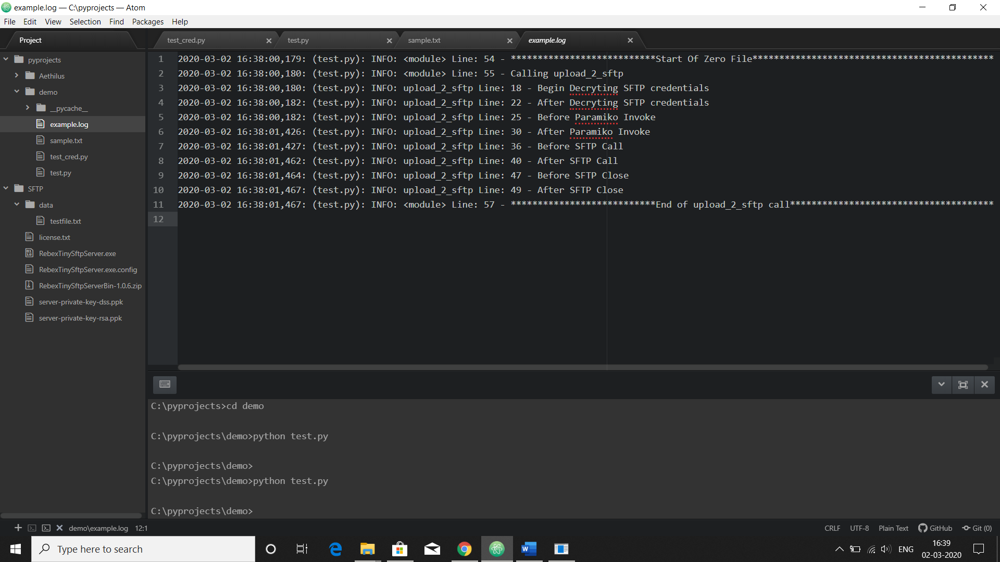 example.log — C:\pyprojects — Atom
File Edit View Selection Find Packages Help
Project
test_cred.py
test.py
sample.txt
example.log
pyprojects
Aethilus
demo
__pycache__
example.log
sample.txt
test_cred.py
test.py
SFTP
data
testfile.txt
license.txt
RebexTinySftpServer.exe
RebexTinySftpServer.exe.config
RebexTinySftpServerBin-1.0.6.zip
server-private-key-dss.ppk
server-private-key-rsa.ppk
1 2020-03-02 16:38:00,179: (test.py): INFO: <module> Line: 54 - ***************************Start Of Zero File*********************************************
2 2020-03-02 16:38:00,180: (test.py): INFO: <module> Line: 55 - Calling upload_2_sftp
3 2020-03-02 16:38:00,180: (test.py): INFO: upload_2_sftp Line: 18 - Begin Decryting SFTP credentials
4 2020-03-02 16:38:00,182: (test.py): INFO: upload_2_sftp Line: 22 - After Decryting SFTP credentials
5 2020-03-02 16:38:00,182: (test.py): INFO: upload_2_sftp Line: 25 - Before Paramiko Invoke
6 2020-03-02 16:38:01,426: (test.py): INFO: upload_2_sftp Line: 30 - After Paramiko Invoke
7 2020-03-02 16:38:01,427: (test.py): INFO: upload_2_sftp Line: 36 - Before SFTP Call
8 2020-03-02 16:38:01,462: (test.py): INFO: upload_2_sftp Line: 40 - After SFTP Call
9 2020-03-02 16:38:01,464: (test.py): INFO: upload_2_sftp Line: 47 - Before SFTP Close
10 2020-03-02 16:38:01,467: (test.py): INFO: upload_2_sftp Line: 49 - After SFTP Close
11 2020-03-02 16:38:01,467: (test.py): INFO: <module> Line: 57 - ***************************End of upload_2_sftp call**************************************
12
C:\pyprojects>cd demo
C:\pyprojects\demo>python test.py
C:\pyprojects\demo>
C:\pyprojects\demo>python test.py
C:\pyprojects\demo>
demo\example.log 12:1
CRLF UTF-8 Plain Text GitHub Git (0)
Type here to search
ENG
16:39
02-03-2020